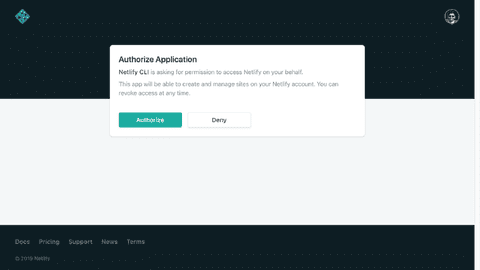 Authorize Application
Netlify CLI is asking for permission to access Netlify on your behalf.
This app will be able to create and manage sites on your Netlify account. You can
revoke access at any time.
Authorize Deny
Docs Pricing Support News Terms
© 2019 Netlify